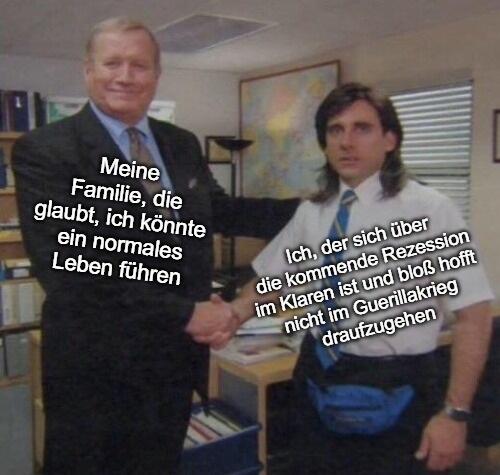 Meine
Familie, die
glaubt, ich könnte
ein normales
Leben führen
Ich, der sich über
die kommende Rezession
im Klaren ist und bloß hofft
nicht im Guerillakrieg
draufzugehen